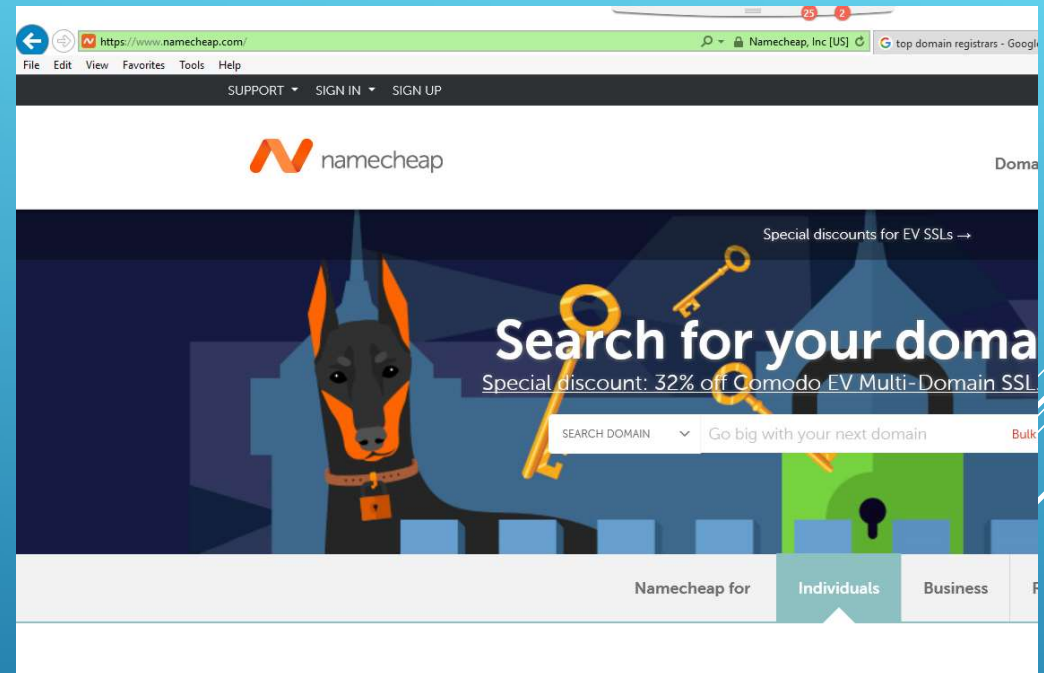 25 2
https://www.namecheap.com/ Namecheap, Inc [US] G top domain registrars - Googl
File Edit View Favorites Tools Help
SUPPORT SIGN IN SIGN UP
namecheap
Doma
Special discounts for EV SSLs →
Search for your doma
Special discount: 32% off Comodo EV Multi-Domain SSL
SEARCH DOMAIN Go big with your next domain Bulk
Namecheap for Individuals Business